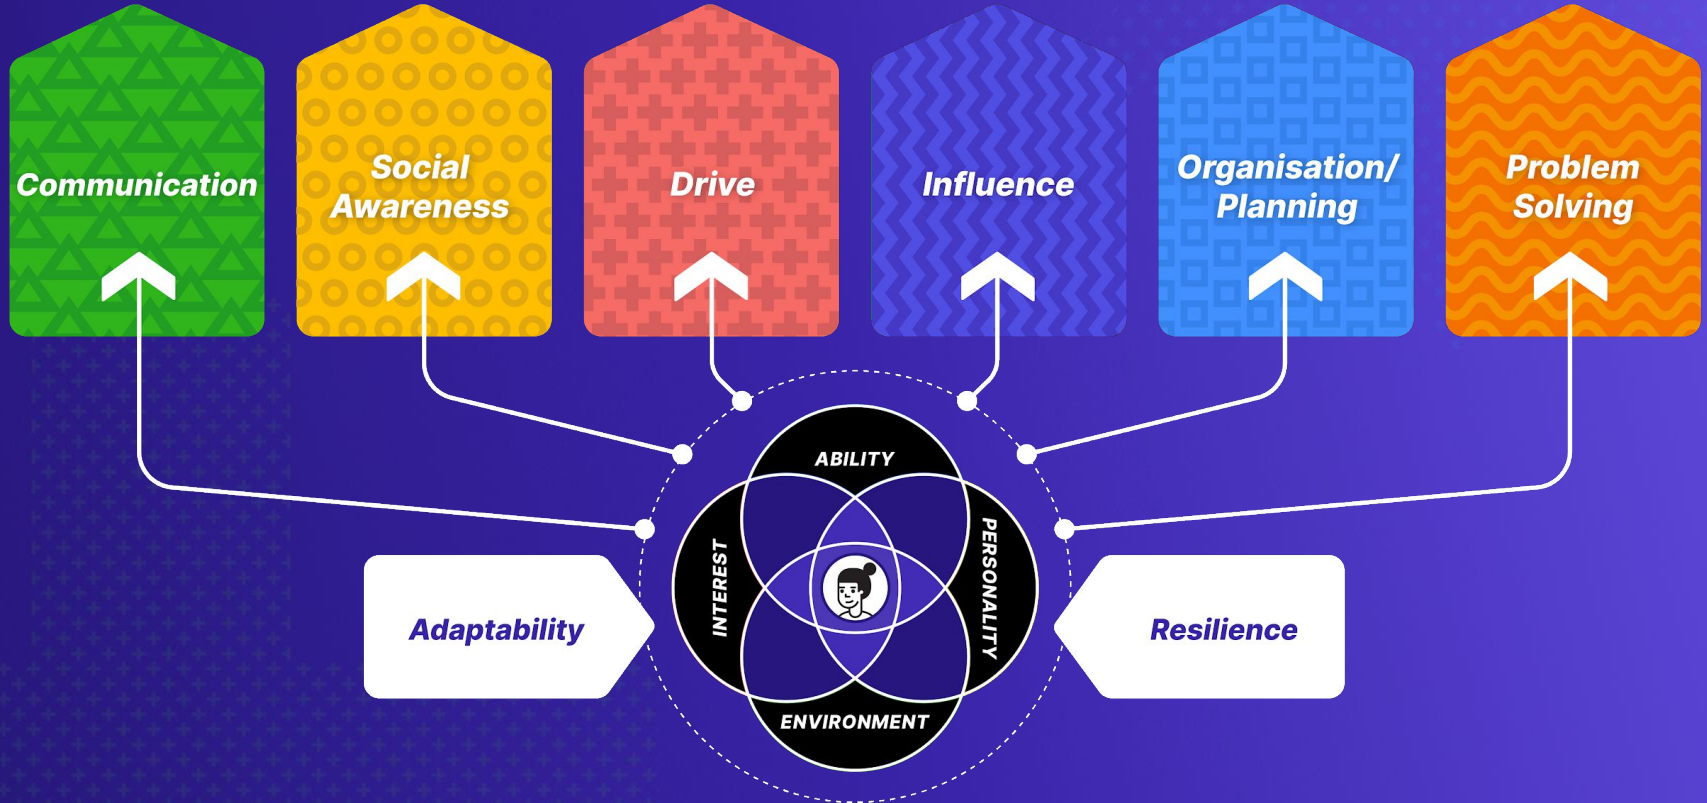 Communication
Social
Awareness
Drive
Influence
Organisation/
Planning
Problem
Solving
ABILITY
INTEREST
PERSONALITY
ENVIRONMENT
Adaptability
Resilience